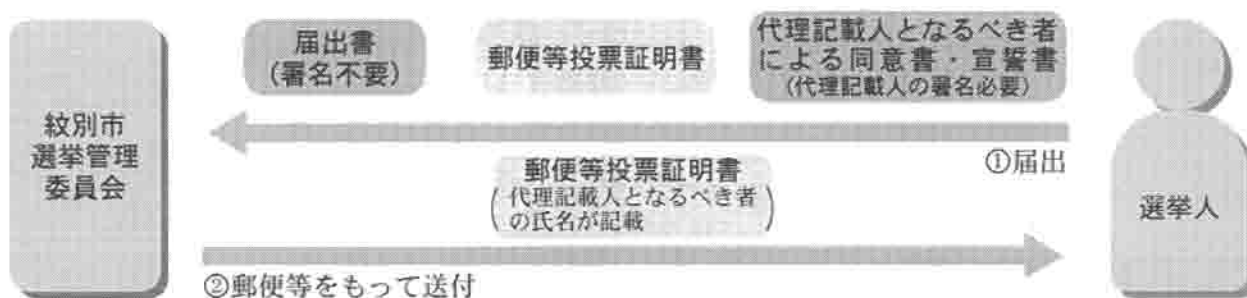 紋別市
選挙管理
委員会
届出書
(署名不要)
郵便等投票証明書
代理記載人となるべき者
による同意書・宣誓書
(代理記載人の署名必要)
①届出
郵便等投票証明書
(代理記載人となるべき者
の氏名が記載)
②郵便等をもって送付
選挙人